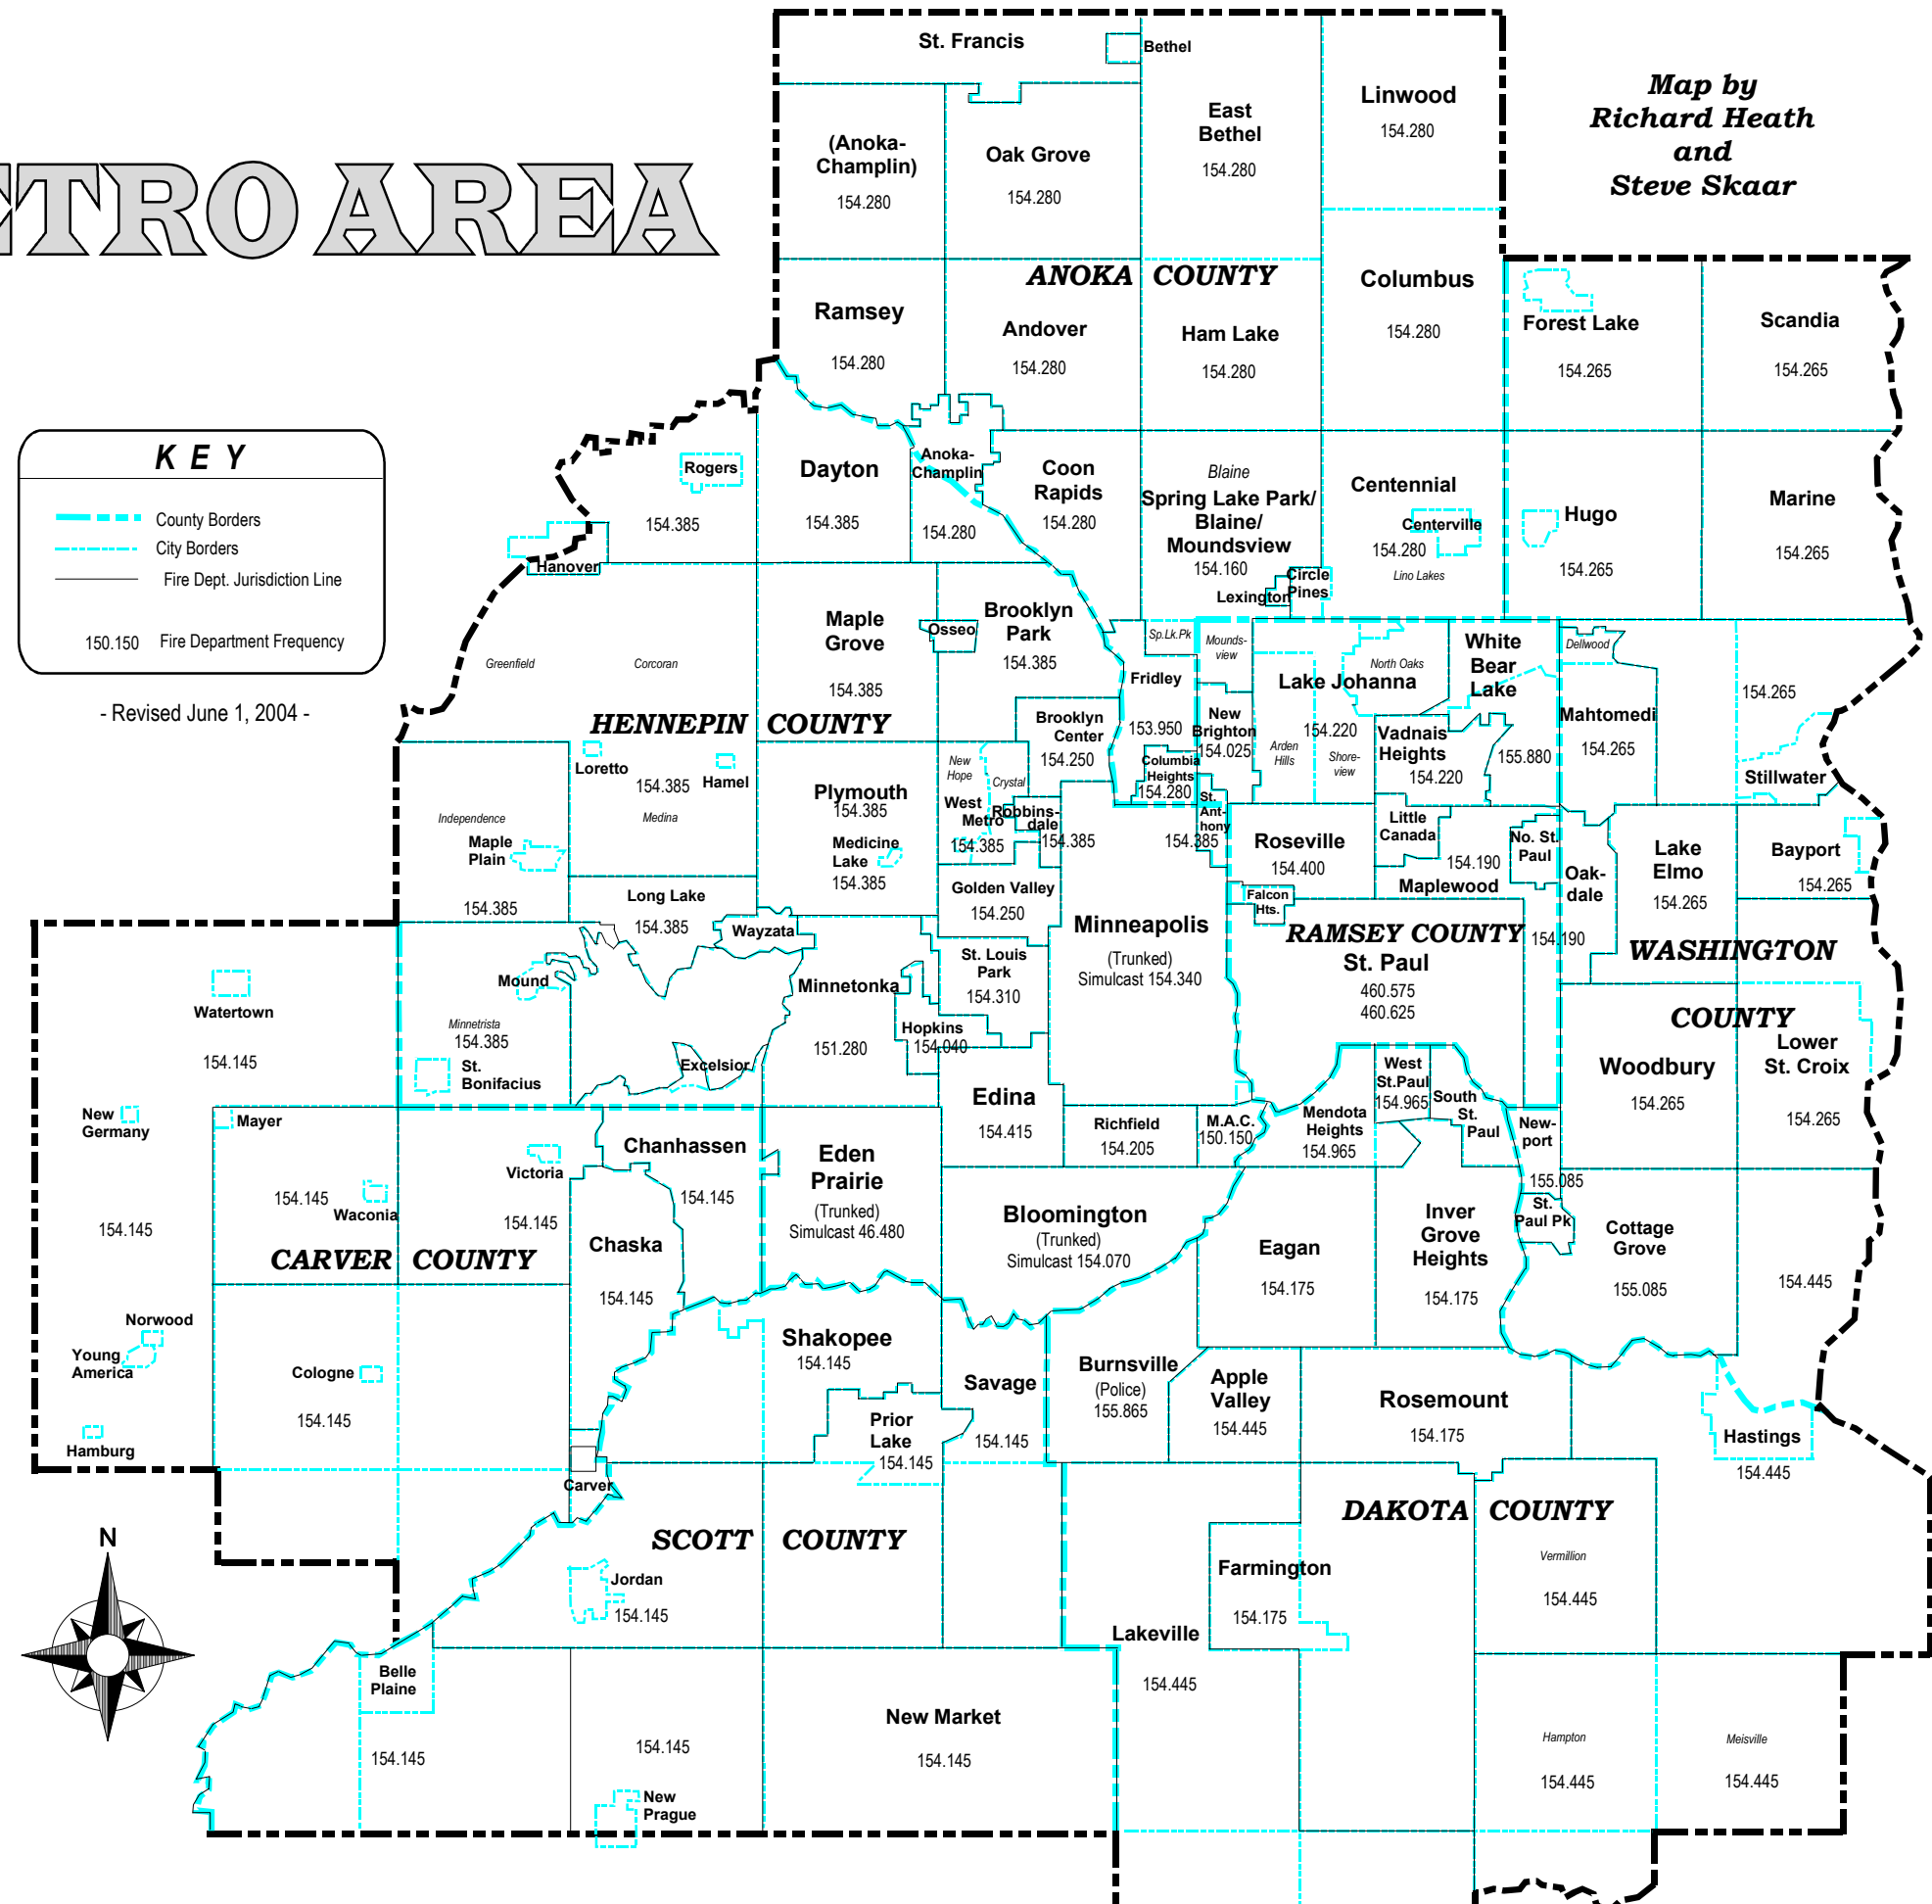 TRO AREA
Map by
Richard Heath
and
Steve Skaar
KEY
County Borders
City Borders
Fire Dept. Jurisdiction Line
150.150 Fire Department Frequency
- Revised June 1, 2004 -
St. Francis
Bethel
(Anoka-
Champlin)
154.280
Oak Grove
154.280
East
Bethel
154.280
Linwood
154.280
ANOKA COUNTY
Ramsey
154.280
Andover
154.280
Ham Lake
154.280
Columbus
154.280
Forest Lake
154.265
Scandia
154.265
Rogers
154.385
Dayton
154.385
Anoka-
Champlin
154.280
Coon
Rapids
154.280
Blaine
Spring Lake Park/
Blaine/
Moundsview
154.160
Centennial
Centerville
154.280
Lino Lakes
Circle
Pines
Lexington
Hugo
154.265
Marine
154.265
Hanover
Greenfield
Corcoran
HENNEPIN COUNTY
Maple
Grove
154.385
Osseo
Brooklyn
Park
154.385
Brooklyn
Center
154.250
Fridley
153.950
Sp.Lk.Pk
Mounds-
view
New
Brighton
154.025
Columbia
Heights
154.280
St.
Ant-
hony
154.385
Lake Johanna
North Oaks
154.220
Arden
Hills
Shore-
view
White
Bear
Lake
155.880
Vadnais
Heights
154.220
Dellwood
Mahtomedi
154.265
154.265
Stillwater
Loretto
Hamel
154.385
Medina
Independence
Maple
Plain
154.385
Plymouth
154.385
Medicine
Lake
154.385
New
Hope
Crystal
West
Metro
154.385
Robbins-
dale
154.385
Golden Valley
154.250
Long Lake
154.385
Wayzata
Roseville
154.400
Falcon
Hts.
Little
Canada
154.190
Maplewood
No. St.
Paul
154.190
Oak-
dale
Lake
Elmo
154.265
Bayport
154.265
Minneapolis
(Trunked)
Simulcast 154.340
RAMSEY COUNTY
St. Paul
460.575
460.625
WASHINGTON
COUNTY
Mound
Minnetrista
154.385
St.
Bonifacius
Excelsior
Minnetonka
151.280
Hopkins
154.040
St. Louis
Park
154.310
Edina
154.415
Richfield
154.205
M.A.C.
150.150
Mendota
Heights
154.965
West
St.Paul
154.965
South
St.
Paul
New-
port
155.085
St.
Paul Pk
Woodbury
154.265
Lower
St. Croix
154.265
Watertown
154.145
New
Germany
Mayer
154.145
154.145
Waconia
Victoria
154.145
Chanhassen
154.145
CARVER COUNTY
Chaska
154.145
Eden
Prairie
(Trunked)
Simulcast 46.480
Bloomington
(Trunked)
Simulcast 154.070
Eagan
154.175
Inver
Grove
Heights
154.175
Cottage
Grove
155.085
154.445
Norwood
Young
America
Hamburg
Cologne
154.145
Carver
Shakopee
154.145
Prior
Lake
154.145
Savage
154.145
Burnsville
(Police)
155.865
Apple
Valley
154.445
Rosemount
154.175
Hastings
154.445
SCOTT COUNTY
DAKOTA COUNTY
N
Jordan
154.145
Belle
Plaine
154.145
154.145
New
Prague
New Market
154.145
Lakeville
154.445
Farmington
154.175
Vermillion
154.445
Hampton
154.445
Meisville
154.445